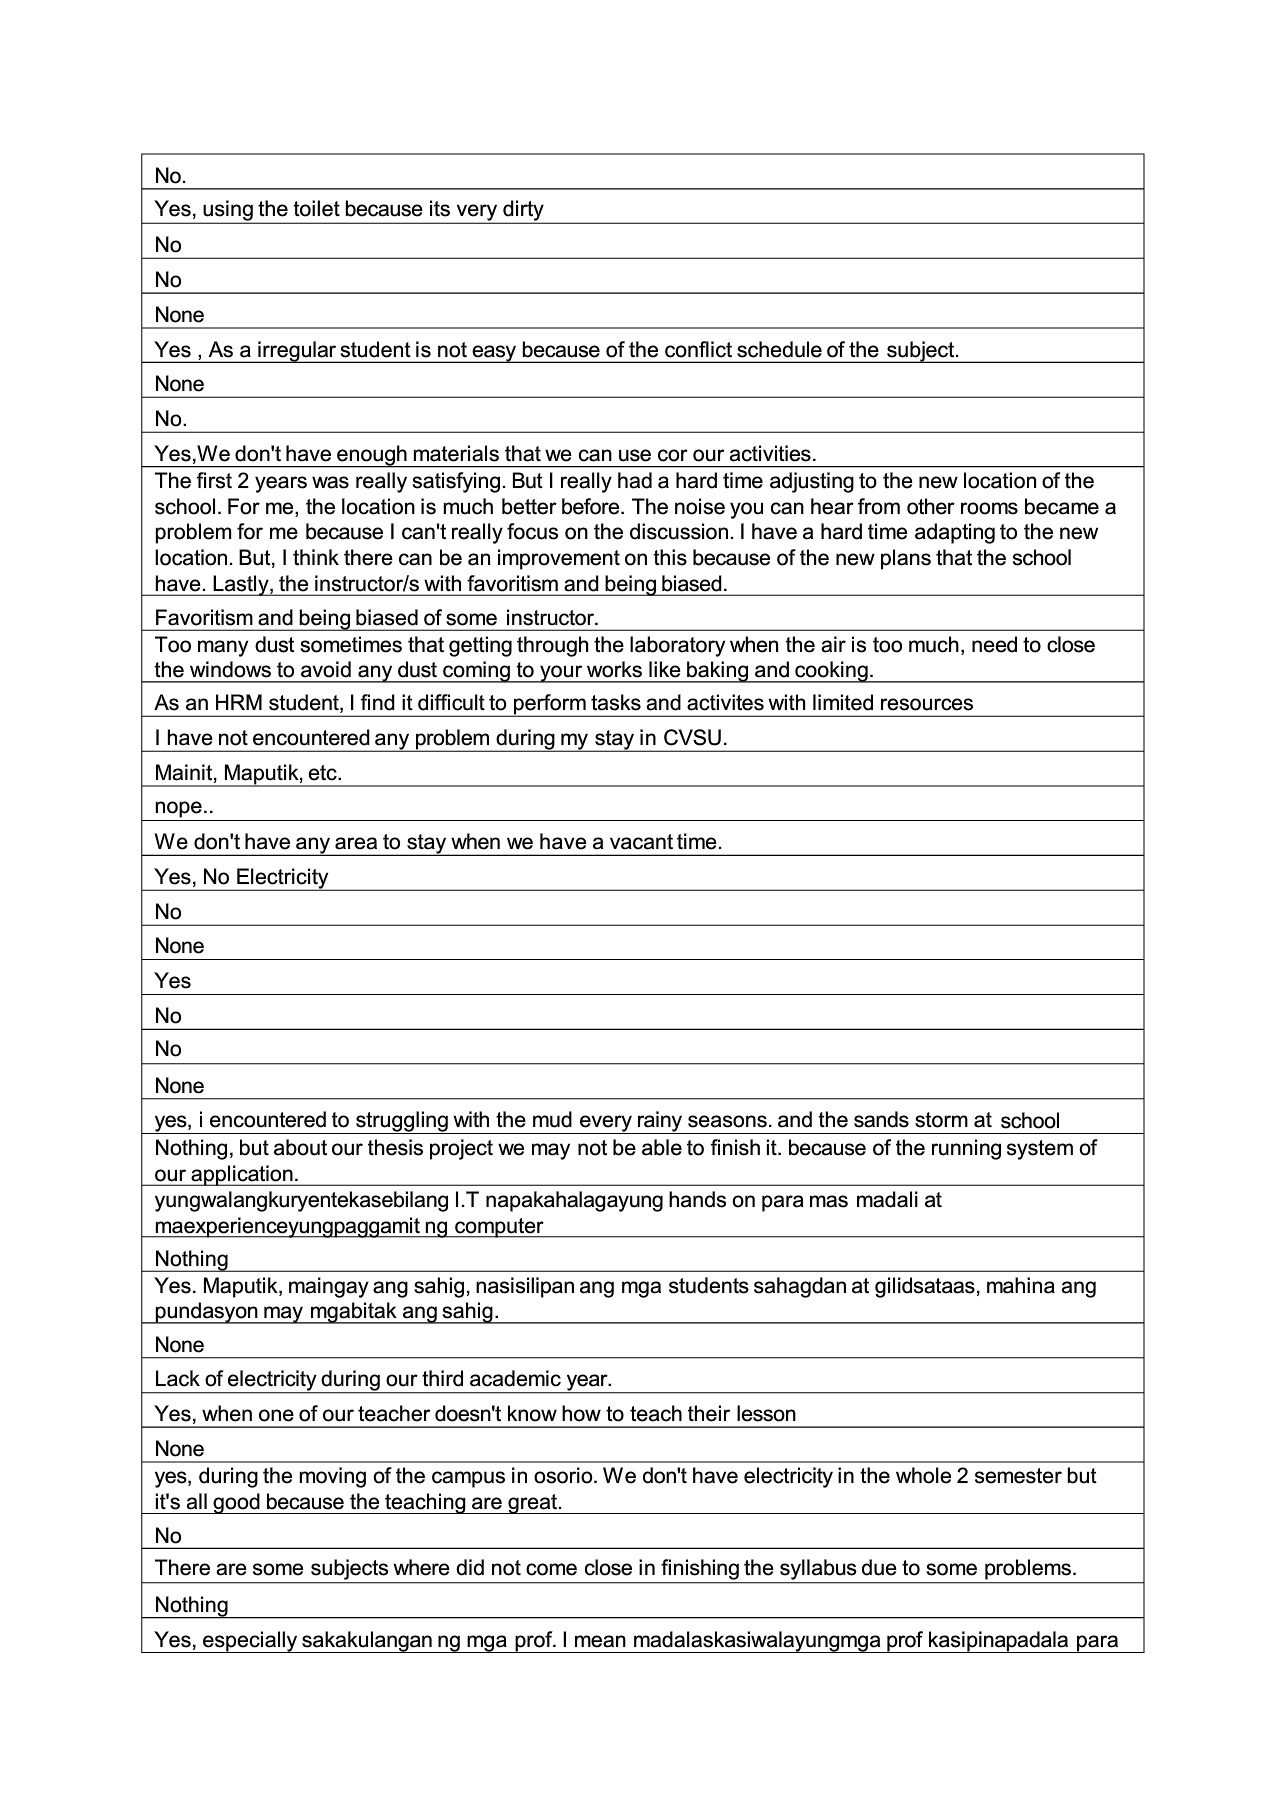 No.
Yes, using the toilet because its very dirty
No
No
None
Yes , As a irregular student is not easy because of the conflict schedule of the subject.
None
No.
Yes,We don't have enough materials that we can use cor our activities.
The first 2 years was really satisfying. But I really had a hard time adjusting to the new location of the
school. For me, the location is much better before. The noise you can hear from other rooms became a
problem for me because I can't really focus on the discussion. I have a hard time adapting to the new
location. But, I think there can be an improvement on this because of the new plans that the school
have. Lastly, the instructor/s with favoritism and being biased.
Favoritism and being biased of some instructor.
Too many dust sometimes that getting through the laboratory when the air is too much, need to close
the windows to avoid any dust coming to your works like baking and cooking.
As an HRM student, I find it difficult to perform tasks and activites with limited resources
I have not encountered any problem during my stay in CVSU.
Mainit, Maputik, etc.
nope..
We don't have any area to stay when we have a vacant time.
Yes, No Electricity
No
None
Yes
No
No
None
yes, i encountered to struggling with the mud every rainy seasons. and the sands storm at school
Nothing, but about our thesis project we may not be able to finish it. because of the running system of
our application.
yungwalangkuryentekasebilang I.T napakahalagayung hands on para mas madali at
maexperienceyungpaggamit ng computer
Nothing
Yes. Maputik, maingay ang sahig, nasisilipan ang mga students sahagdan at gilidsataas, mahina ang
pundasyon may mgabitak ang sahig.
None
Lack of electricity during our third academic year.
Yes, when one of our teacher doesn't know how to teach their lesson
None
yes, during the moving of the campus in osorio. We don't have electricity in the whole 2 semester but
it's all good because the teaching are great.
No
There are some subjects where did not come close in finishing the syllabus due to some problems.
Nothing
Yes, especially sakakulangan ng mga prof. I mean madalaskasiwalayungmga prof kasipinapadala para